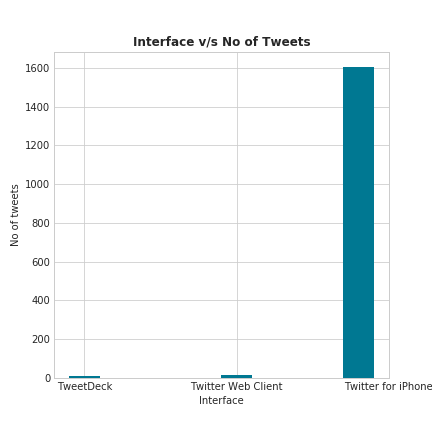 Interface v/s No of Tweets
1600
1400
1200
1000
800
600
400
200
0
No of tweets
TweetDeck Twitter Web Client Twitter for iPhone
Interface